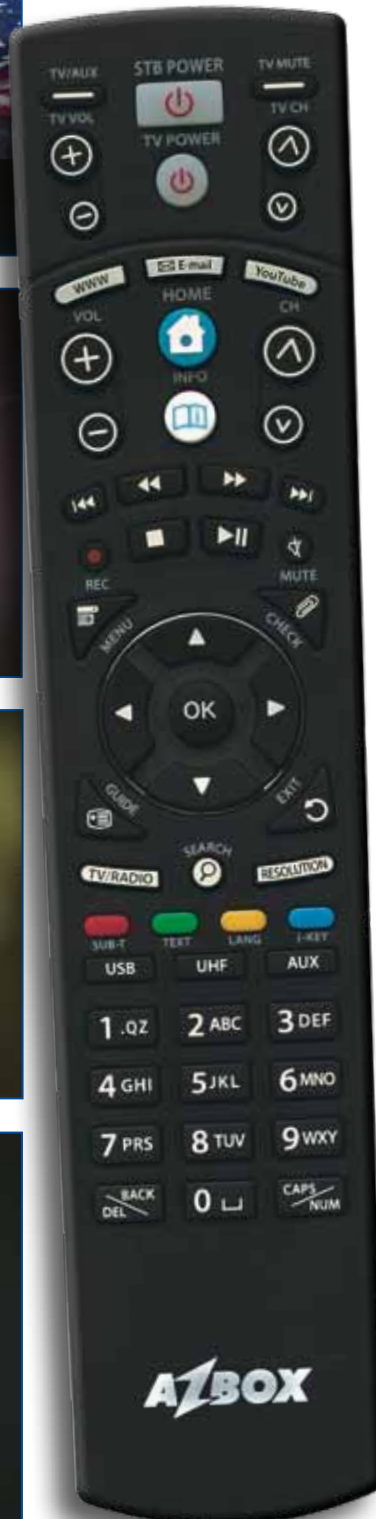 TV/AUX STB POWER TV MUTE
TV VOL TV POWER TV CH
WWW E-mail YouTube
VOL HOME CH
INFO
REC MUTE
MENU CHECK
OK
GUIDE EXIT
TV/RADIO SEARCH RESOLUTION
SUB-T TEXT LANG i-KEY
USB UHF AUX
1 .QZ 2 ABC 3 DEF
4 GHI 5 JKL 6 MNO
7 PRS 8 TUV 9 WXY
BACK DEL 0 CAPS NUM
AZBOX